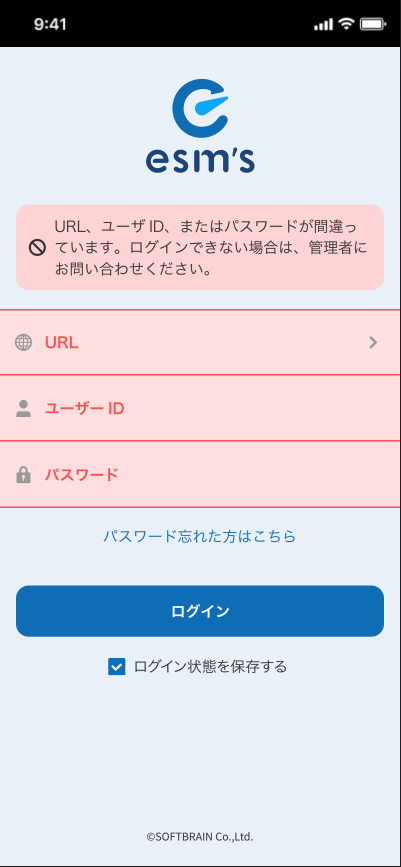 9:41
esm's
URL、ユーザ ID、またはパスワードが間違っ
ています。ログインできない場合は、管理者に
お問い合わせください。
URL
ユーザー ID
パスワード
パスワード忘れた方はこちら
ログイン
ログイン状態を保存する
©SOFTBRAIN Co.,Ltd.